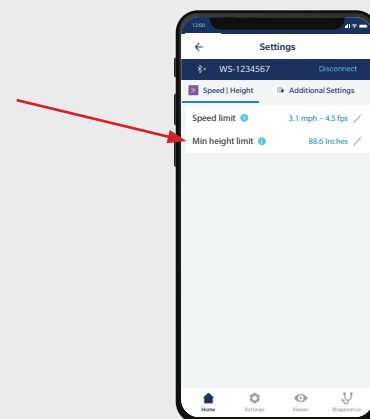 12:00
Settings
WS-1234567 Disconnect
Speed | Height Additional Settings
Speed limit 3.1 mph – 4.5 fps
Min height limit 88.6 Inches
Home Settings Viewer Diagnostics